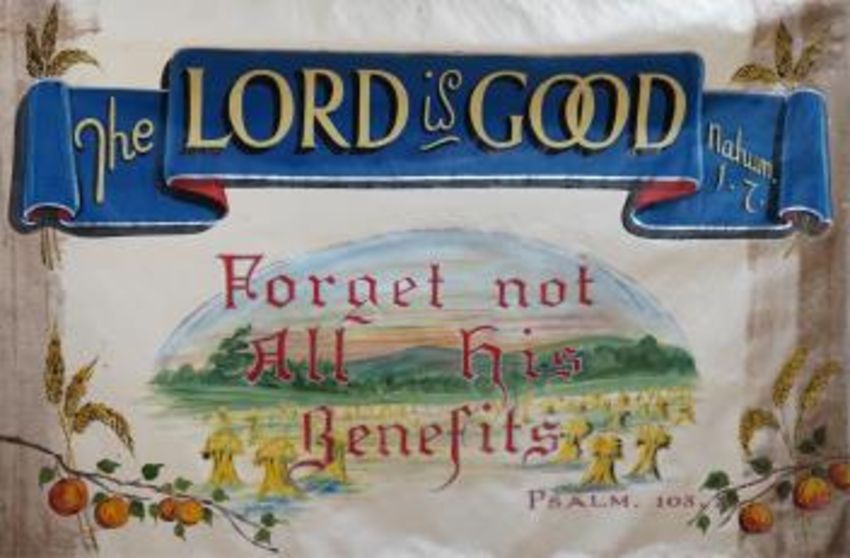 The LORD is GOOD Nahum. 1. 7.
Forget not
All his
Benefits
PSALM. 103.